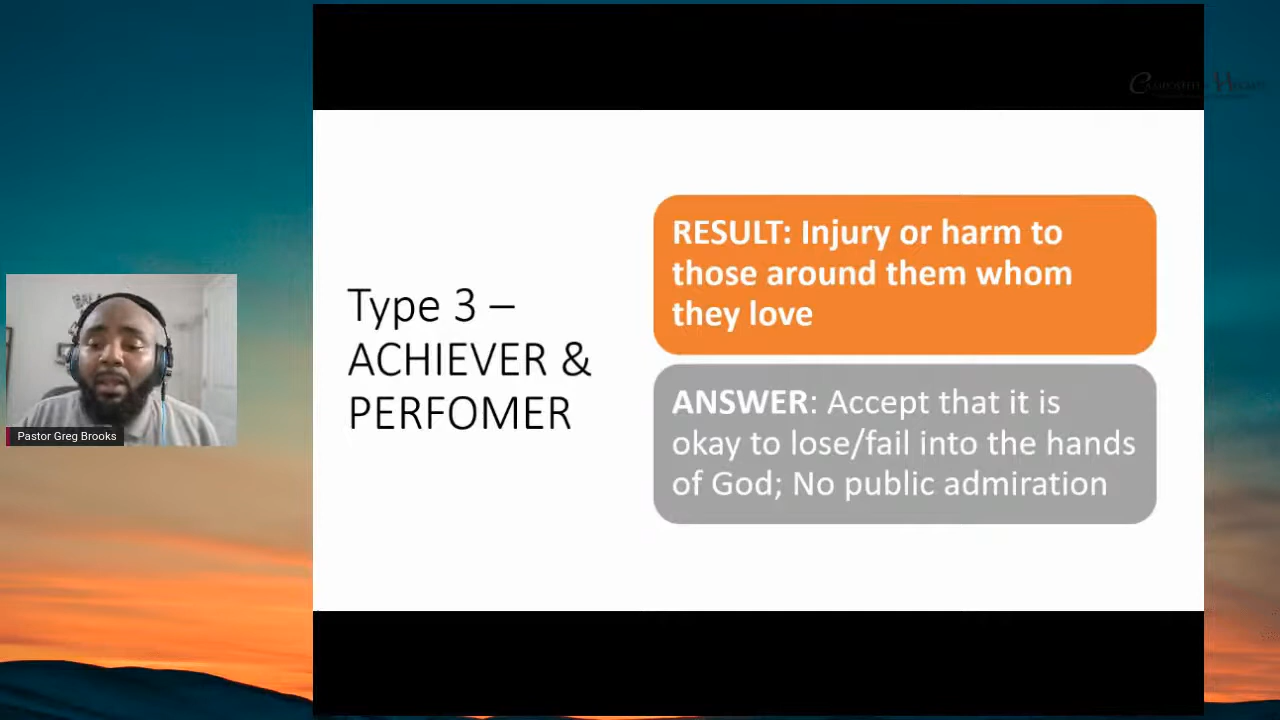 Type 3 –
ACHIEVER &
PERFOMER
RESULT: Injury or harm to
those around them whom
they love
ANSWER: Accept that it is
okay to lose/fail into the hands
of God; No public admiration
Pastor Greg Brooks